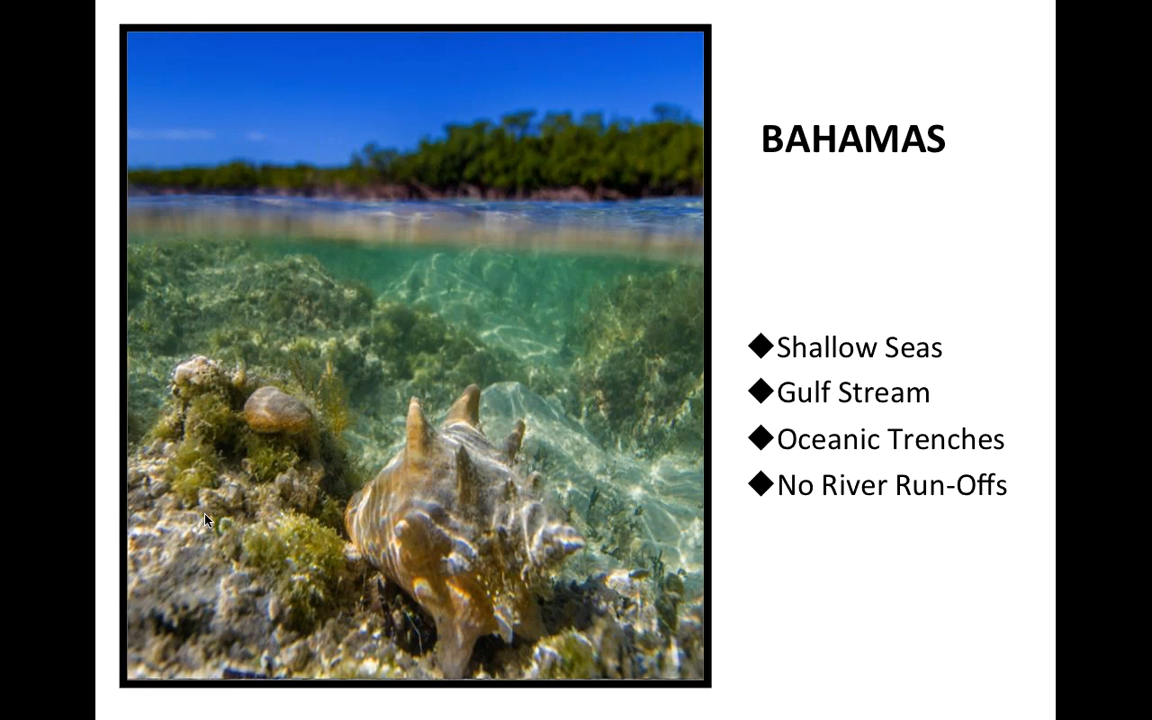 BAHAMAS
◆Shallow Seas
◆Gulf Stream
◆Oceanic Trenches
◆No River Run-Offs